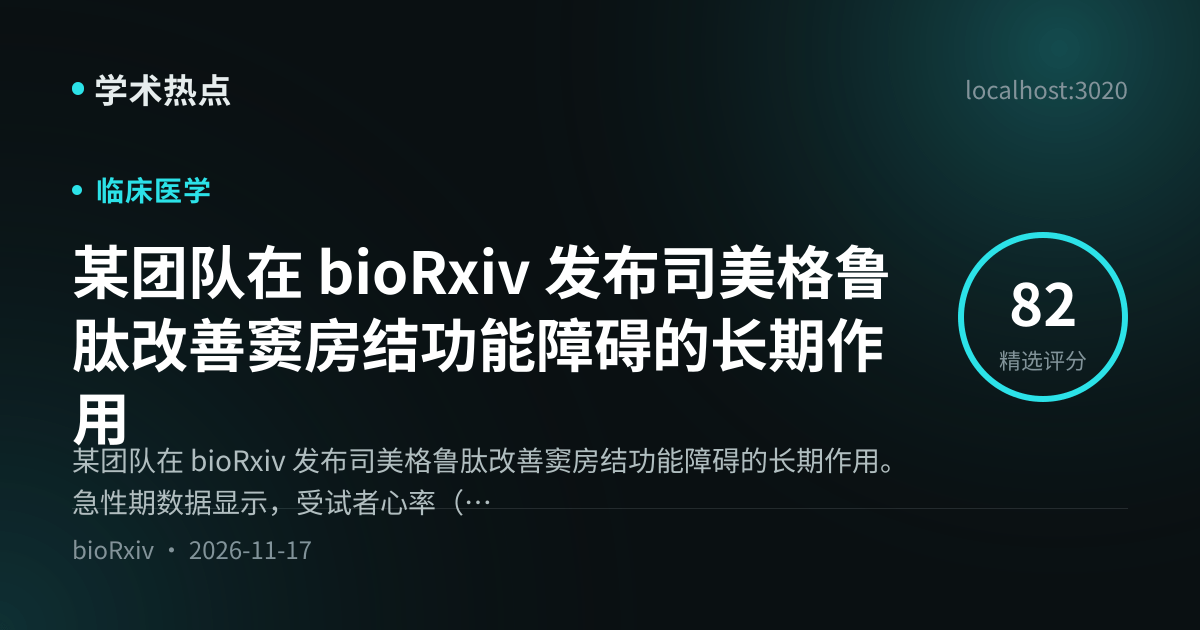 学术热点
localhost:3020
临床医学
某团队在 bioRxiv 发布司美格鲁
肽改善窦房结功能障碍的长期作
用
82
精选评分
某团队在 bioRxiv 发布司美格鲁肽改善窦房结功能障碍的长期作用。
急性期数据显示，受试者心率（…
bioRxiv · 2026-11-17